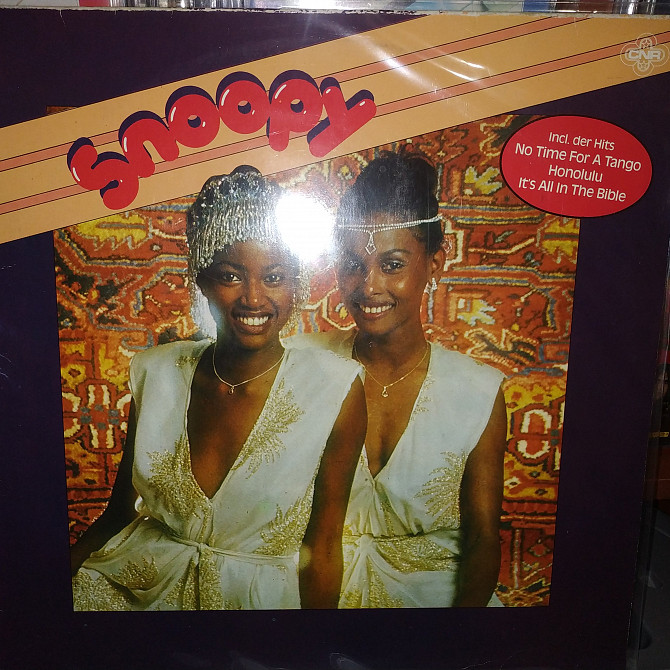 Snoopy
CNR
Incl. der Hits
No Time For A Tango
Honolulu
It's All In The Bible